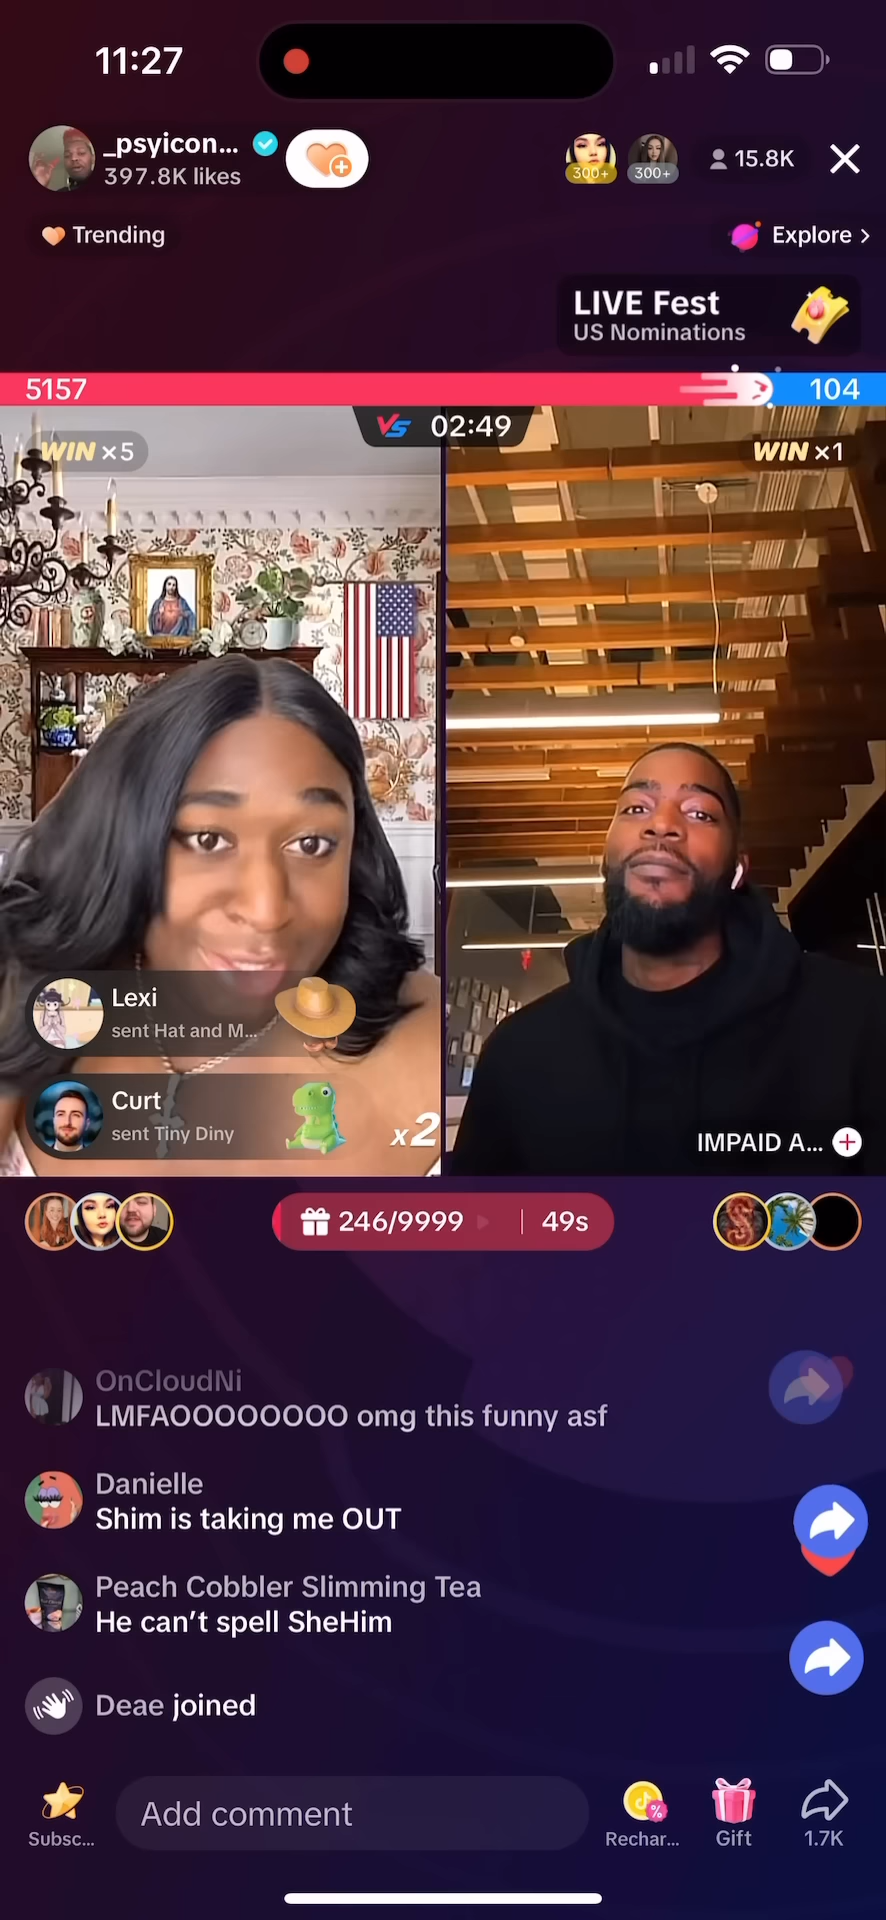 11:27
_psyicon...
397.8K likes
300+
300+
15.8K
Trending
Explore >
LIVE Fest
US Nominations
5157
104
VS 02:49
WIN x5
WIN x1
Lexi
sent Hat and M...
Curt
sent Tiny Diny
x2
IMPAID A...
246/9999
49s
OnCloudNi
LMFAOOOOOOOO omg this funny asf
Danielle
Shim is taking me OUT
Peach Cobbler Slimming Tea
He can’t spell SheHim
Deae joined
Subsc...
Add comment
Rechar...
Gift
1.7K